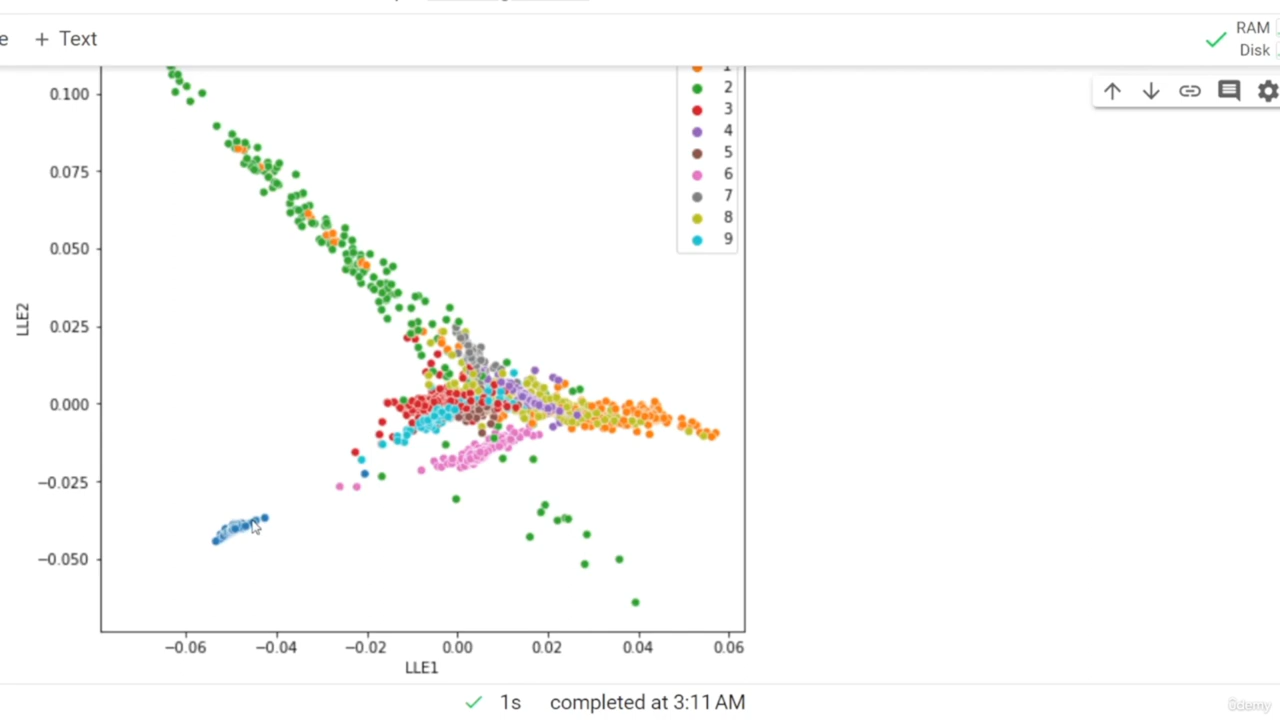 e + Text
RAM
Disk
1
2
3
4
5
6
7
8
9
0.100
0.075
0.050
0.025
0.000
−0.025
−0.050
LLE2
−0.06 −0.04 −0.02 0.00 0.02 0.04 0.06
LLE1
1s completed at 3:11 AM
ûdemy